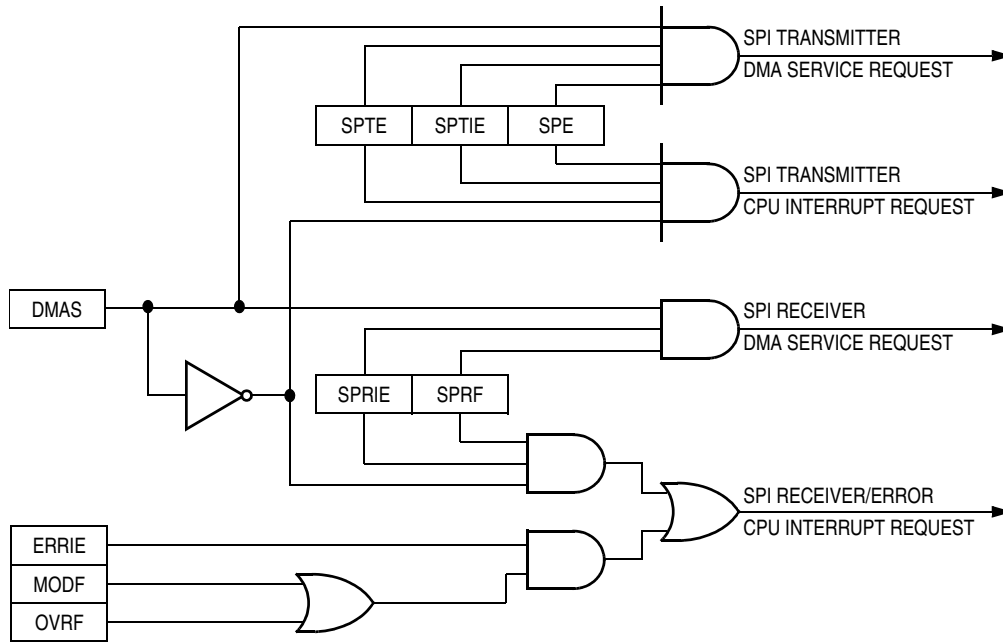 SPI TRANSMITTER
DMA SERVICE REQUEST
SPTE SPTIE SPE
SPI TRANSMITTER
CPU INTERRUPT REQUEST
DMAS
SPI RECEIVER
DMA SERVICE REQUEST
SPRIE SPRF
SPI RECEIVER/ERROR
CPU INTERRUPT REQUEST
ERRIE
MODF
OVRF